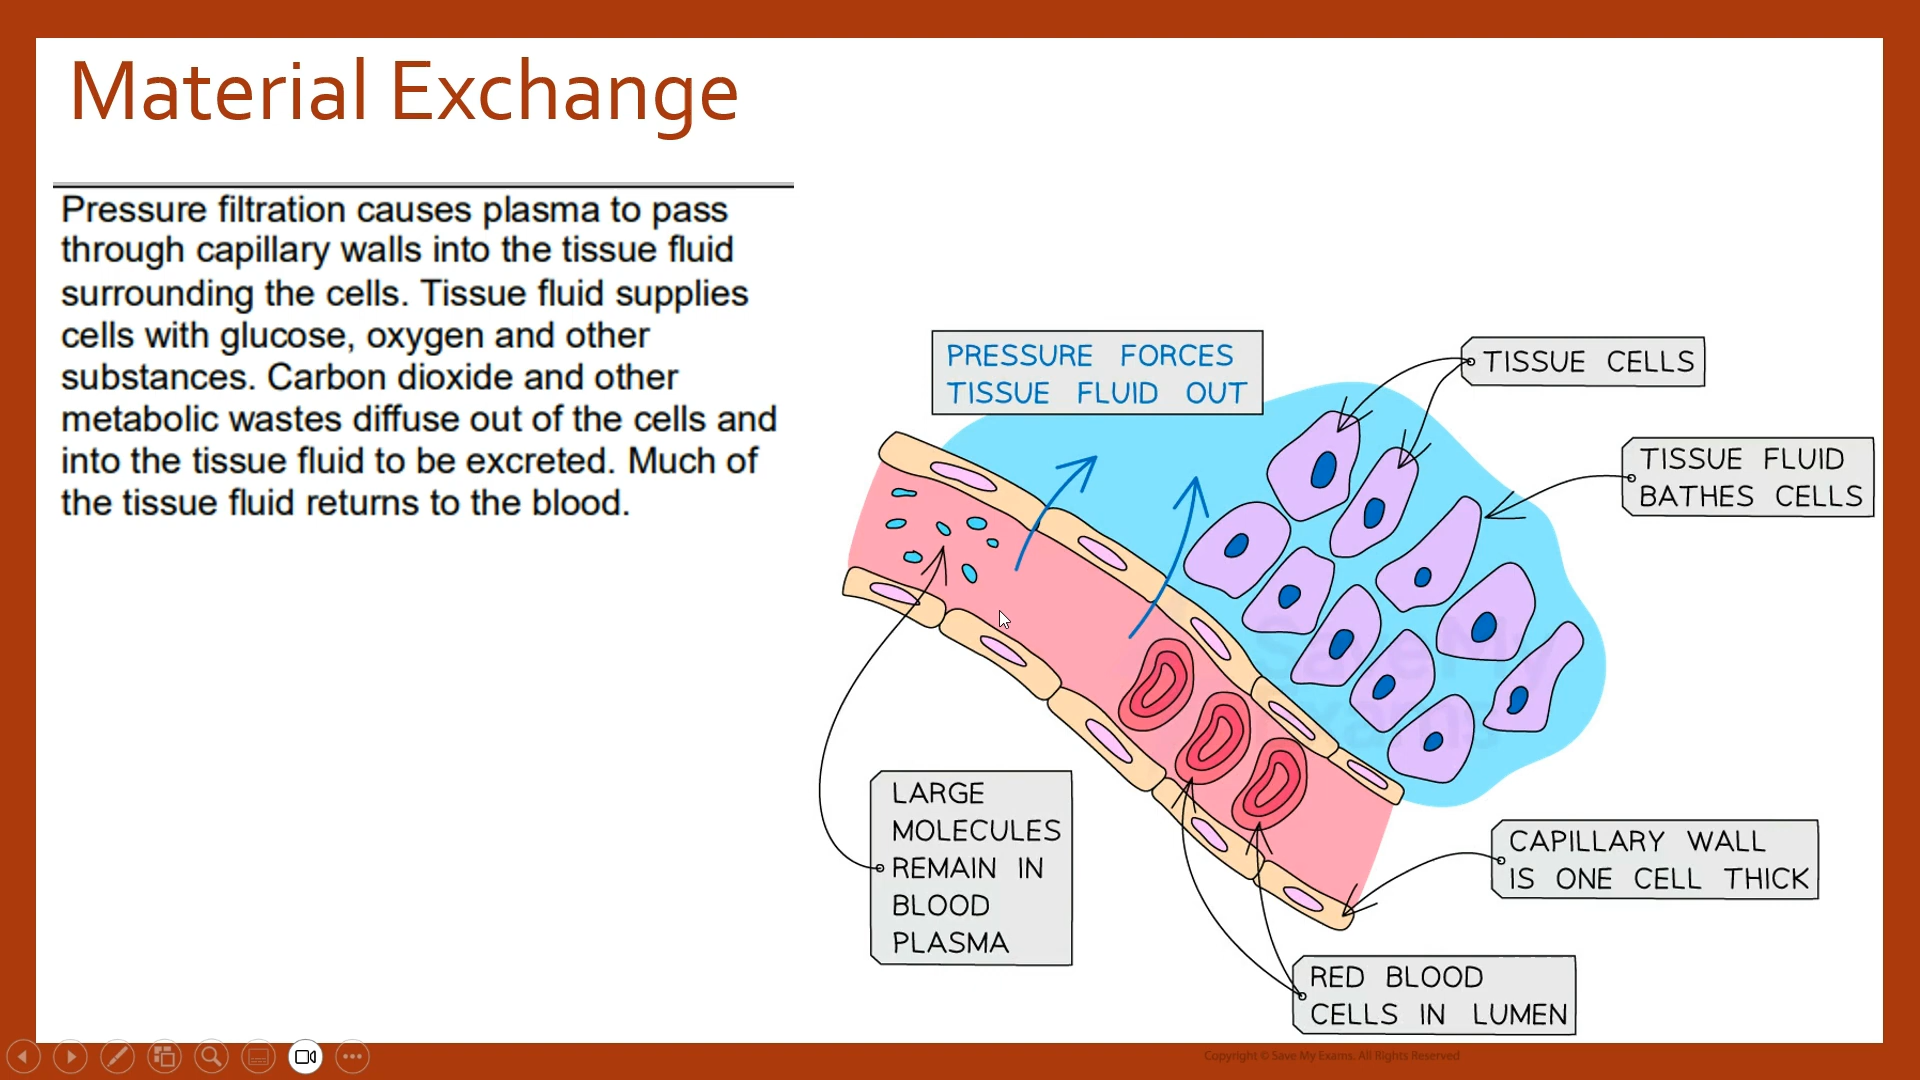 Material Exchange
Pressure filtration causes plasma to pass
through capillary walls into the tissue fluid
surrounding the cells. Tissue fluid supplies
cells with glucose, oxygen and other
substances. Carbon dioxide and other
metabolic wastes diffuse out of the cells and
into the tissue fluid to be excreted. Much of
the tissue fluid returns to the blood.
PRESSURE FORCES
TISSUE FLUID OUT
TISSUE CELLS
TISSUE FLUID
BATHES CELLS
LARGE
MOLECULES
REMAIN IN
BLOOD
PLASMA
CAPILLARY WALL
IS ONE CELL THICK
RED BLOOD
CELLS IN LUMEN
Save My
Exams
Copyright © Save My Exams. All Rights Reserved